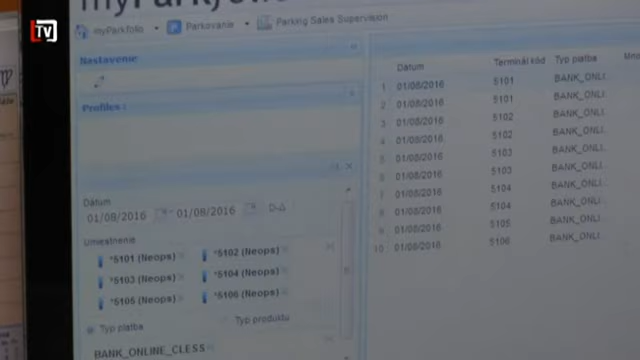 TV
myParkfolio
myParkfolio Parkovanie Parking Sales Supervision
Nastavenie
Profiles :
Dátum
01/08/2016 - 01/08/2016
Umiestnenie
*5101 (Neops) *5102 (Neops)
*5103 (Neops) *5104 (Neops)
*5105 (Neops) *5106 (Neops)
Typ platba Typ produktu
BANK_ONLINE_CLESS
Dátum Terminál kód Typ platba
1 01/08/2016 5101 BANK_ONLI...
2 01/08/2016 5101 BANK_ONLI...
3 01/08/2016 5102 BANK_ONLI...
4 01/08/2016 5102 BANK_ONLI...
5 01/08/2016 5103 BANK_ONLI...
6 01/08/2016 5103 BANK_ONLI...
7 01/08/2016 5104 BANK_ONLI...
8 01/08/2016 5104 BANK_ONLI...
9 01/08/2016 5105 BANK_ONLI...
10 01/08/2016 5106 BANK_ONLI...